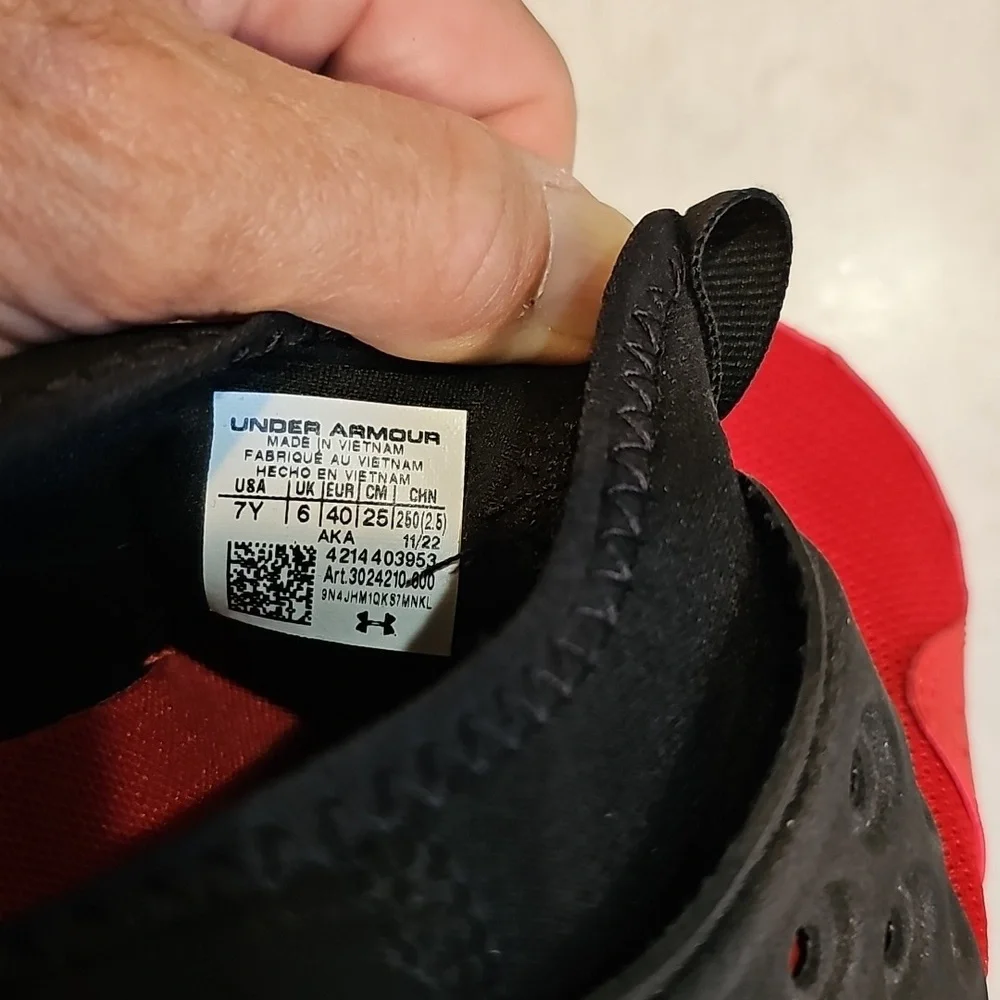 UNDER ARMOUR
MADE IN VIETNAM
FABRIQUÉ AU VIETNAM
HECHO EN VIETNAM
USA UK EUR CM CHN
7Y 6 40 25 250(2.5)
AKA 11/22
4214403953
Art.3024210-600
9N4JHM1QKS7MNKL